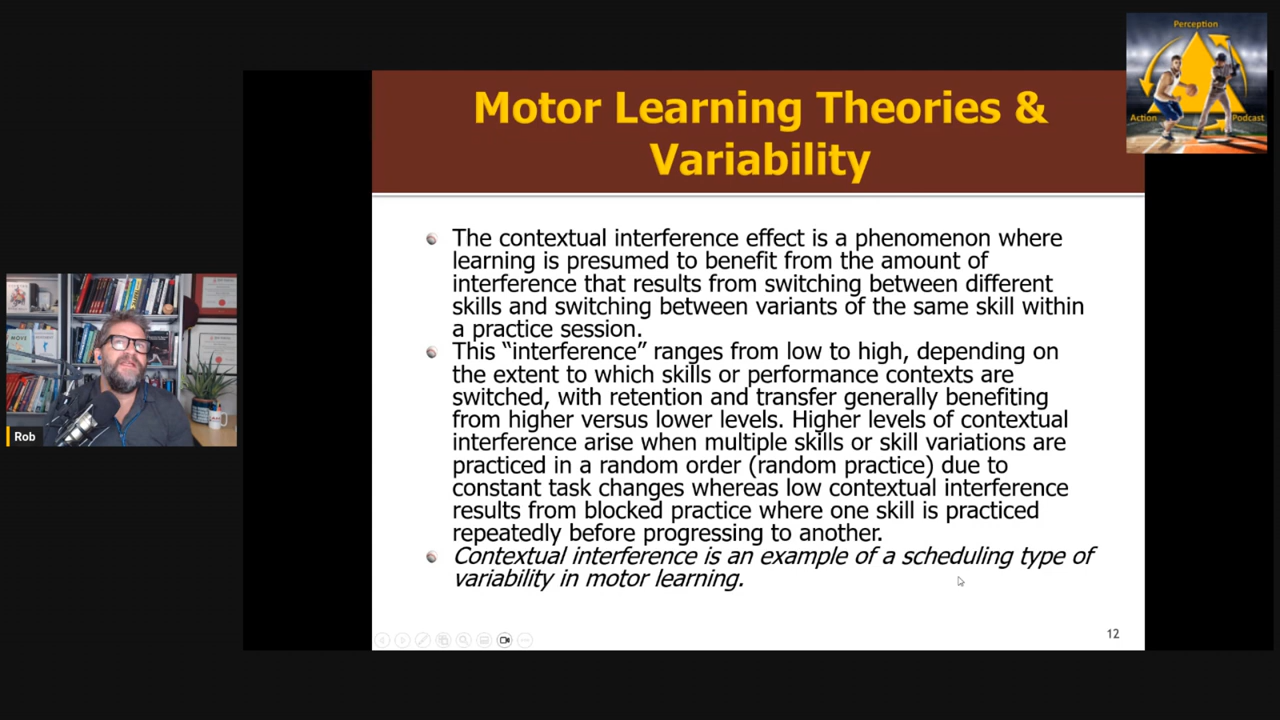 Perception
Action
Podcast
Motor Learning Theories &
Variability
The contextual interference effect is a phenomenon where
learning is presumed to benefit from the amount of
interference that results from switching between different
skills and switching between variants of the same skill within
a practice session.
This “interference” ranges from low to high, depending on
the extent to which skills or performance contexts are
switched, with retention and transfer generally benefiting
from higher versus lower levels. Higher levels of contextual
interference arise when multiple skills or skill variations are
practiced in a random order (random practice) due to
constant task changes whereas low contextual interference
results from blocked practice where one skill is practiced
repeatedly before progressing to another.
Contextual interference is an example of a scheduling type of
variability in motor learning.
12
MOVE
Rob